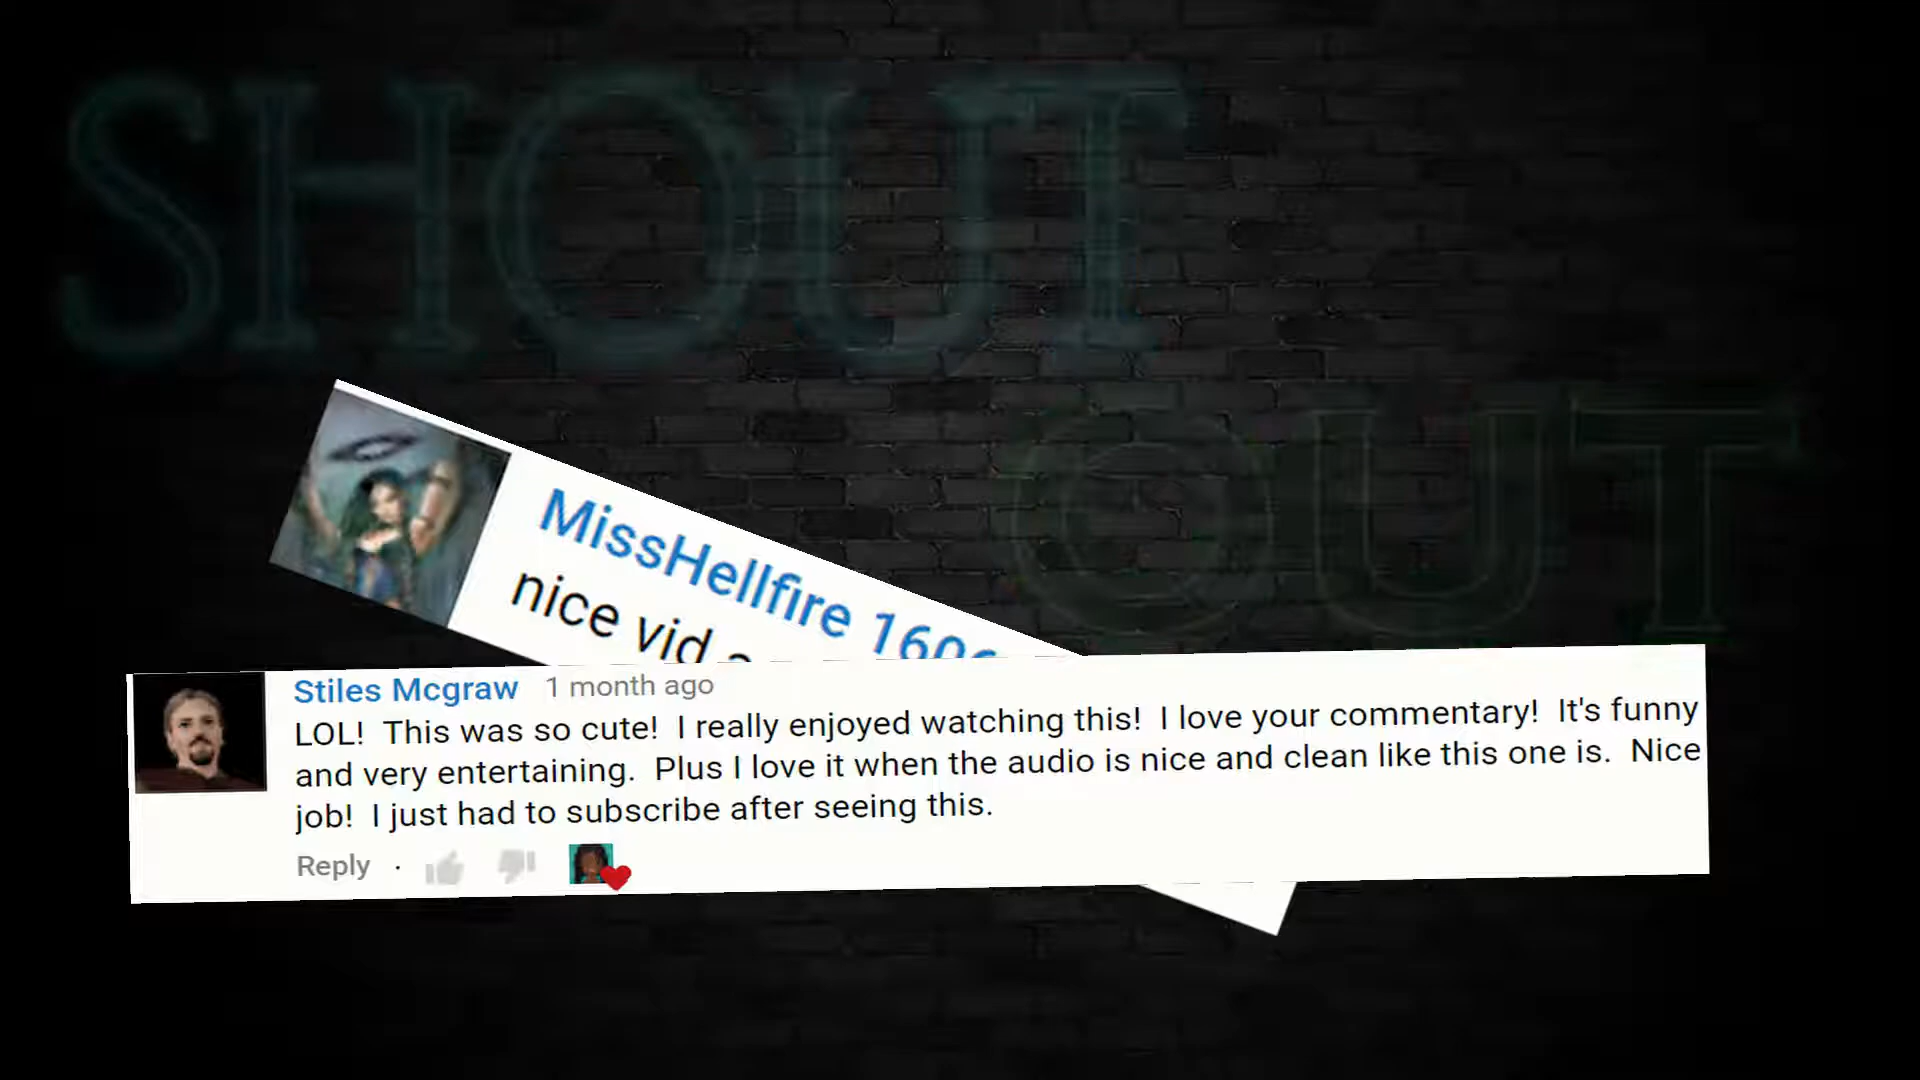 SHOUT
OUT
MissHellfire
nice vid
Stiles Mcgraw 1 month ago
LOL! This was so cute! I really enjoyed watching this! I love your commentary! It's funny
and very entertaining. Plus I love it when the audio is nice and clean like this one is. Nice
job! I just had to subscribe after seeing this.
Reply ·